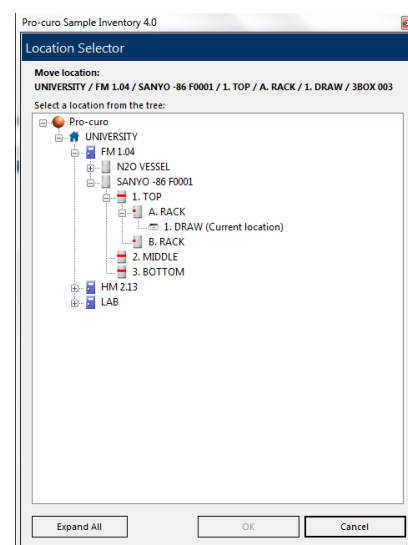 Pro-curo Sample Inventory 4.0
Location Selector
Move location:
UNIVERSITY / FM 1.04 / SANYO -86 F0001 / 1. TOP / A. RACK / 1. DRAW / 3BOX 003
Select a location from the tree:
Pro-curo
UNIVERSITY
FM 1.04
N2O VESSEL
SANYO -86 F0001
1. TOP
A. RACK
1. DRAW (Current location)
B. RACK
2. MIDDLE
3. BOTTOM
HM 2.13
LAB
Expand All OK Cancel